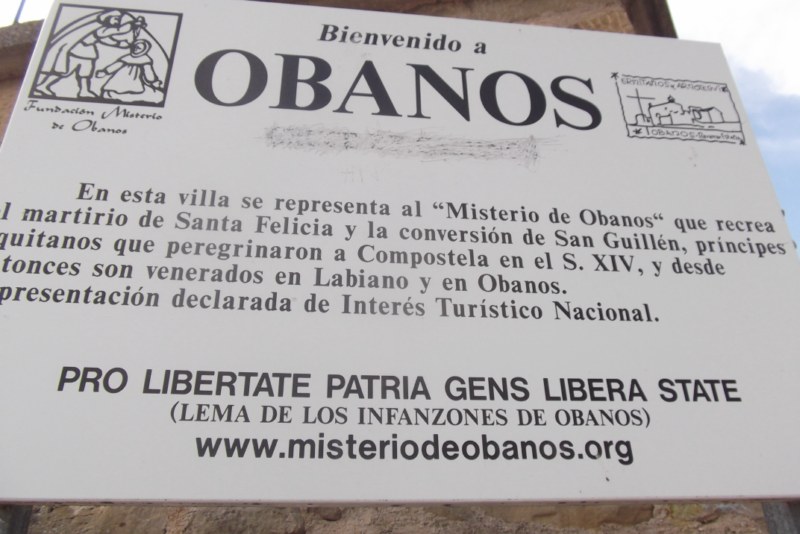 Bienvenido a
OBANOS
Fundación Misterio
de Obanos
En esta villa se representa al “Misterio de Obanos“ que recrea
l martirio de Santa Felicia y la conversión de San Guillén, príncipes
quitanos que peregrinaron a Compostela en el S. XIV, y desde
tonces son venerados en Labiano y en Obanos.
presentación declarada de Interés Turístico Nacional.
PRO LIBERTATE PATRIA GENS LIBERA STATE
(LEMA DE LOS INFANZONES DE OBANOS)
www.misteriodeobanos.org